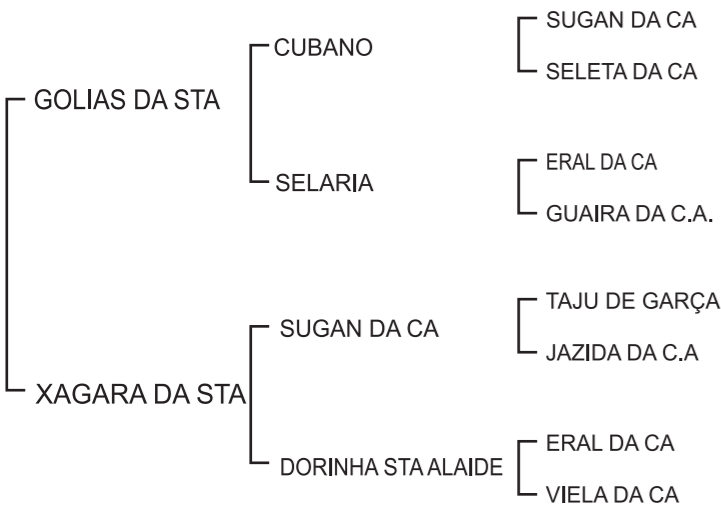 SUGAN DA CA
CUBANO
SELETA DA CA
GOLIAS DA STA
ERAL DA CA
SELARIA
GUAIRA DA C.A.
TAJU DE GARÇA
SUGAN DA CA
JAZIDA DA C.A
XAGARA DA STA
ERAL DA CA
DORINHA STA ALAIDE
VIELA DA CA